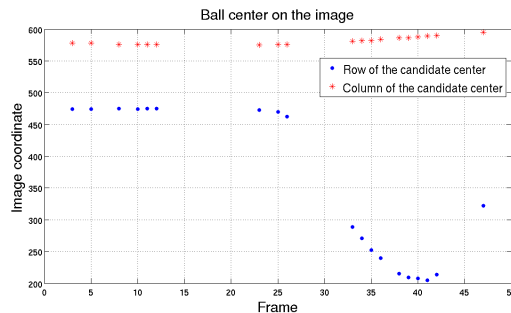 Ball center on the image
600
550
500
450
400
350
300
250
200
0 5 10 15 20 25 30 35 40 45 50
Image coordinate
Frame
Row of the candidate center
Column of the candidate center